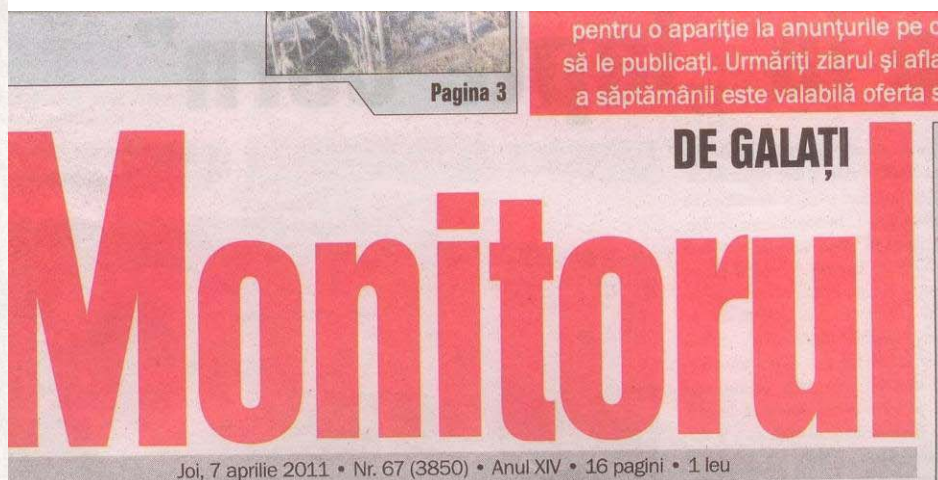 Pagina 3
pentru o apariție la anunțurile pe
să le publicați. Urmăriți ziarul și
a săptămânii este valabilă oferta
DE GALAȚI
Monitorul
Joi, 7 aprilie 2011 • Nr. 67 (3850) • Anul XIV • 16 pagini • 1 leu